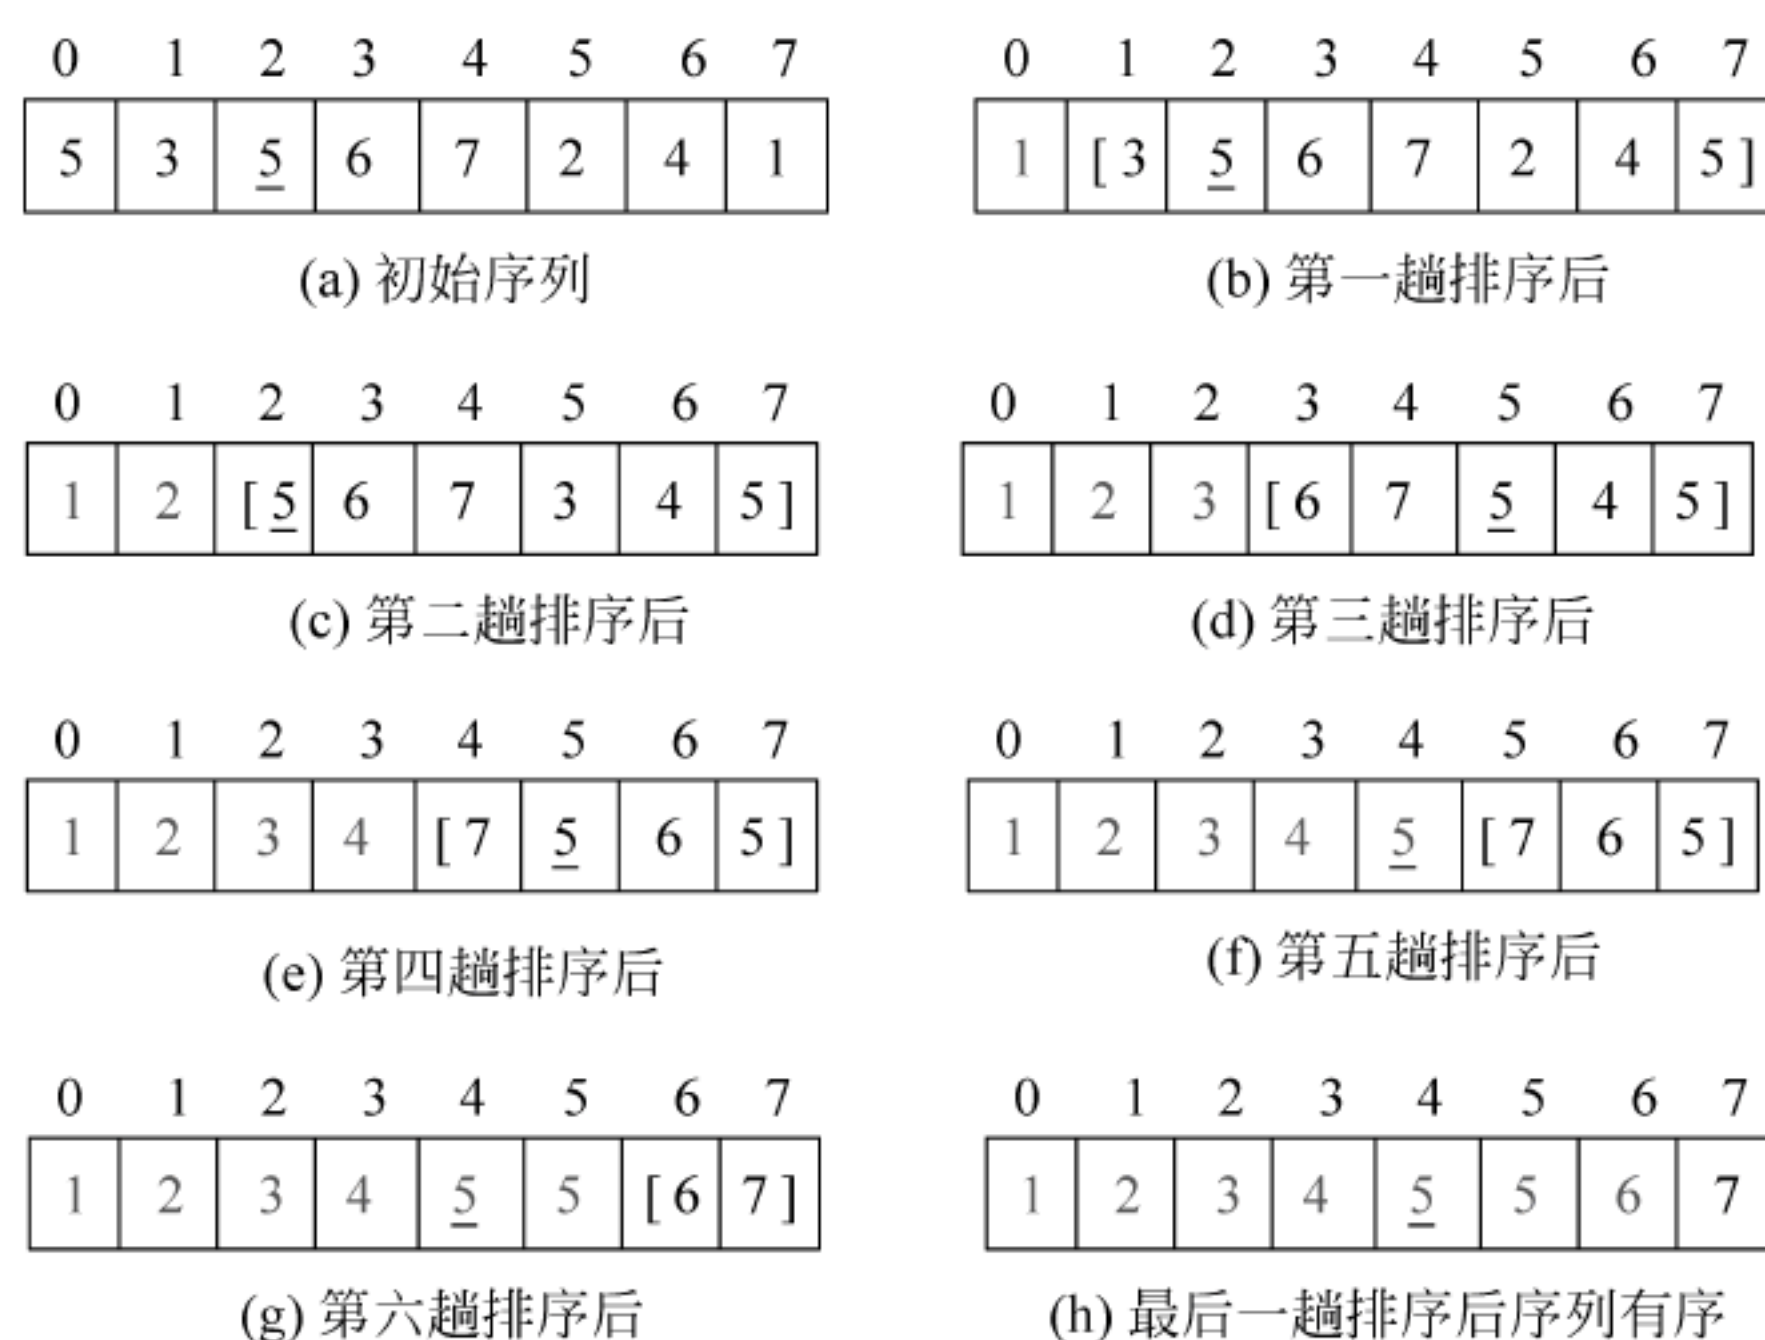 0 1 2 3 4 5 6 7
5 3 5 6 7 2 4 1
(a) 初始序列
0 1 2 3 4 5 6 7
1 [ 3 5 6 7 2 4 5 ]
(b) 第一趟排序后
0 1 2 3 4 5 6 7
1 2 [ 5 6 7 3 4 5 ]
(c) 第二趟排序后
0 1 2 3 4 5 6 7
1 2 3 [ 6 7 5 4 5 ]
(d) 第三趟排序后
0 1 2 3 4 5 6 7
1 2 3 4 [ 7 5 6 5 ]
(e) 第四趟排序后
0 1 2 3 4 5 6 7
1 2 3 4 5 [ 7 6 5 ]
(f) 第五趟排序后
0 1 2 3 4 5 6 7
1 2 3 4 5 5 [ 6 7 ]
(g) 第六趟排序后
0 1 2 3 4 5 6 7
1 2 3 4 5 5 6 7
(h) 最后一趟排序后序列有序